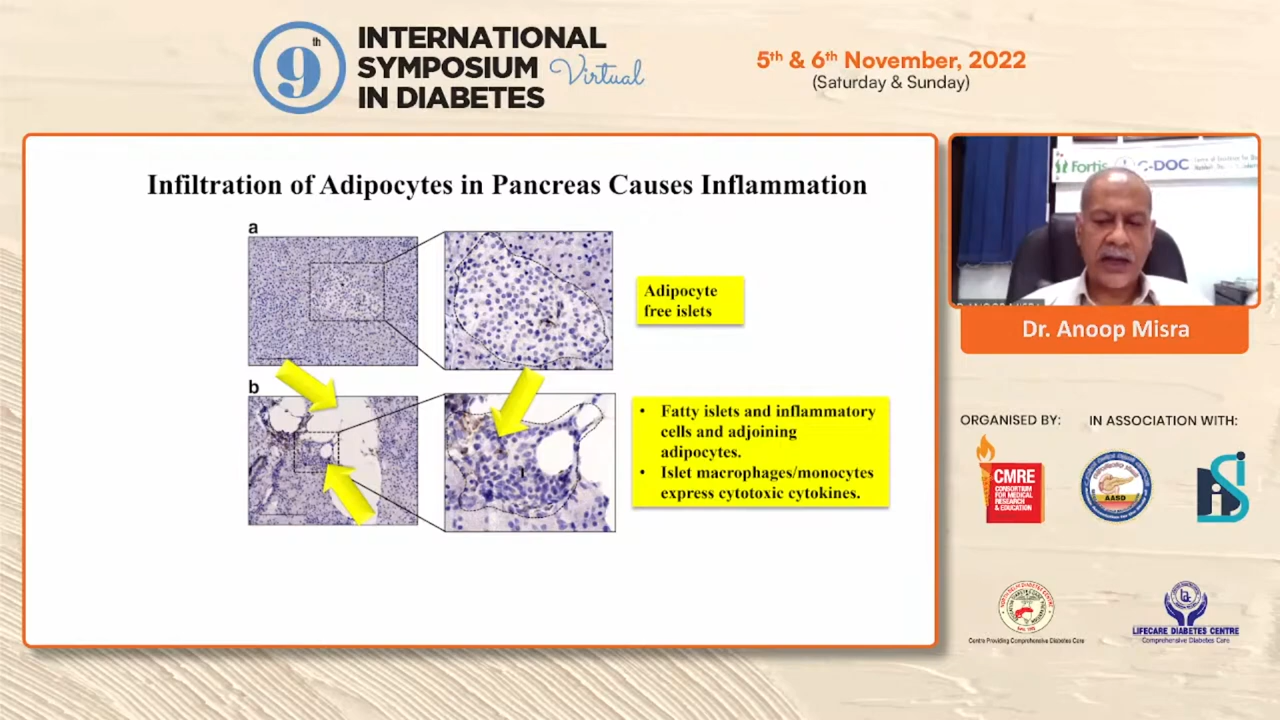 9th
INTERNATIONAL
SYMPOSIUM Virtual
IN DIABETES
5th & 6th November, 2022
(Saturday & Sunday)
Infiltration of Adipocytes in Pancreas Causes Inflammation
a
Adipocyte
free islets
b
• Fatty islets and inflammatory
cells and adjoining
adipocytes.
• Islet macrophages/monocytes
express cytotoxic cytokines.
Fortis C-DOC
Dr. Anoop Misra
ORGANISED BY:
IN ASSOCIATION WITH:
CMRE
CONSORTIUM
FOR MEDICAL
RESEARCH
& EDUCATION
AASD
Centre Providing Comprehensive Diabetes Care
LIFECARE DIABETES CENTRE
Comprehensive Diabetes Care